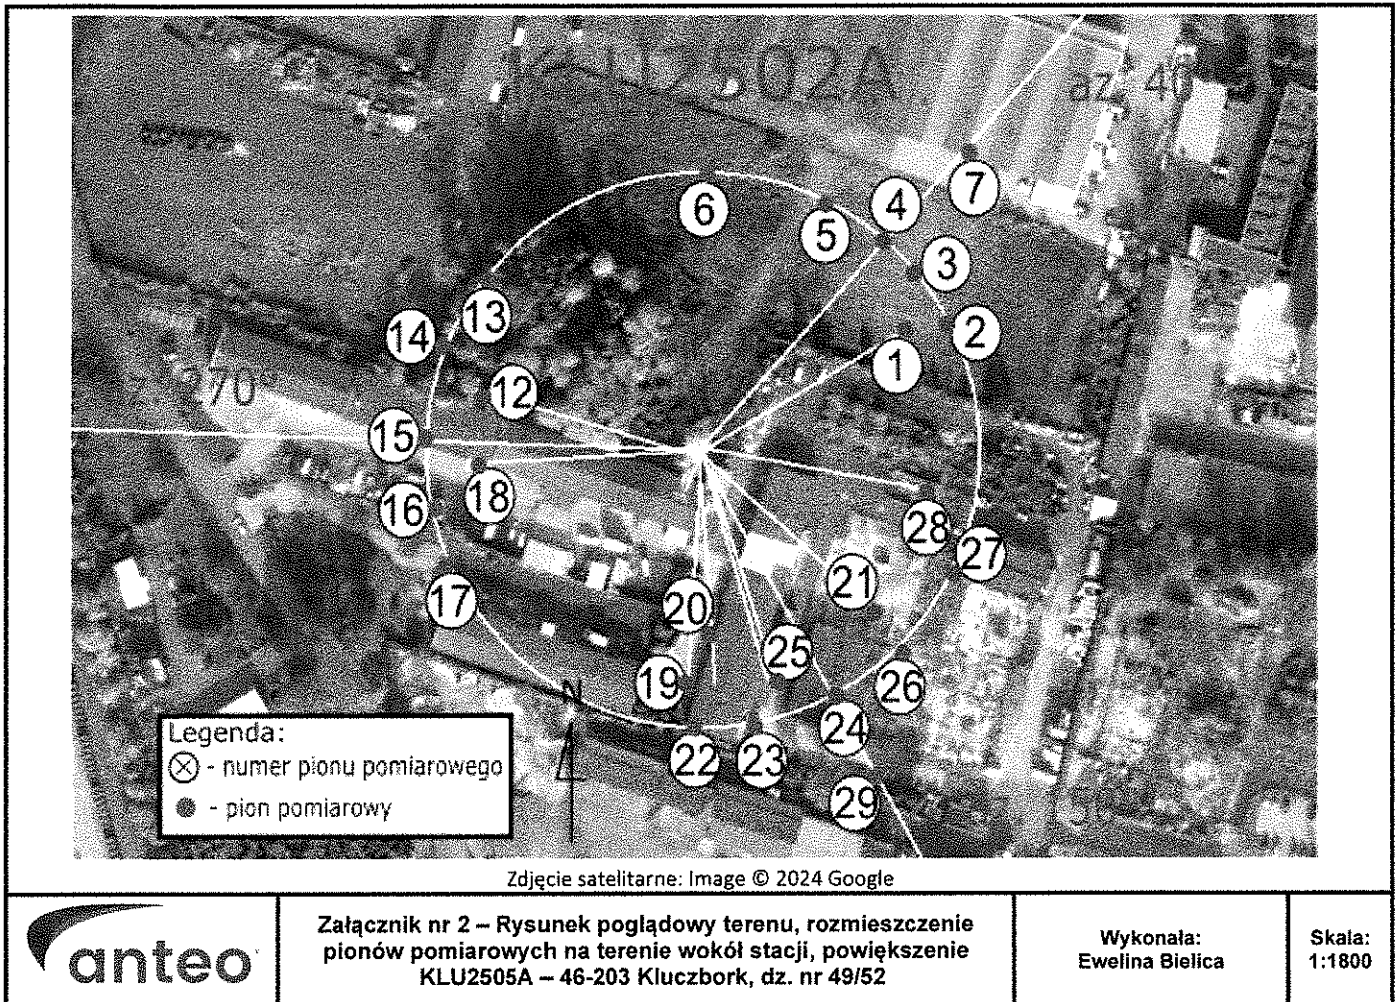 az. 40
7
4
6
5
3
2
13
14
1
70°
12
15
18
16
28
27
21
17
20
25
19
26
24
22
23
29
N
Legenda:
- numer pionu pomiarowego
- pion pomiarowy
Zdjęcie satelitarne: Image © 2024 Google
anteo
Załącznik nr 2 – Rysunek poglądowy terenu, rozmieszczenie
pionów pomiarowych na terenie wokół stacji, powiększenie
KLU2505A – 46-203 Kluczbork, dz. nr 49/52
Wykonała:
Ewelina Bielica
Skala:
1:1800